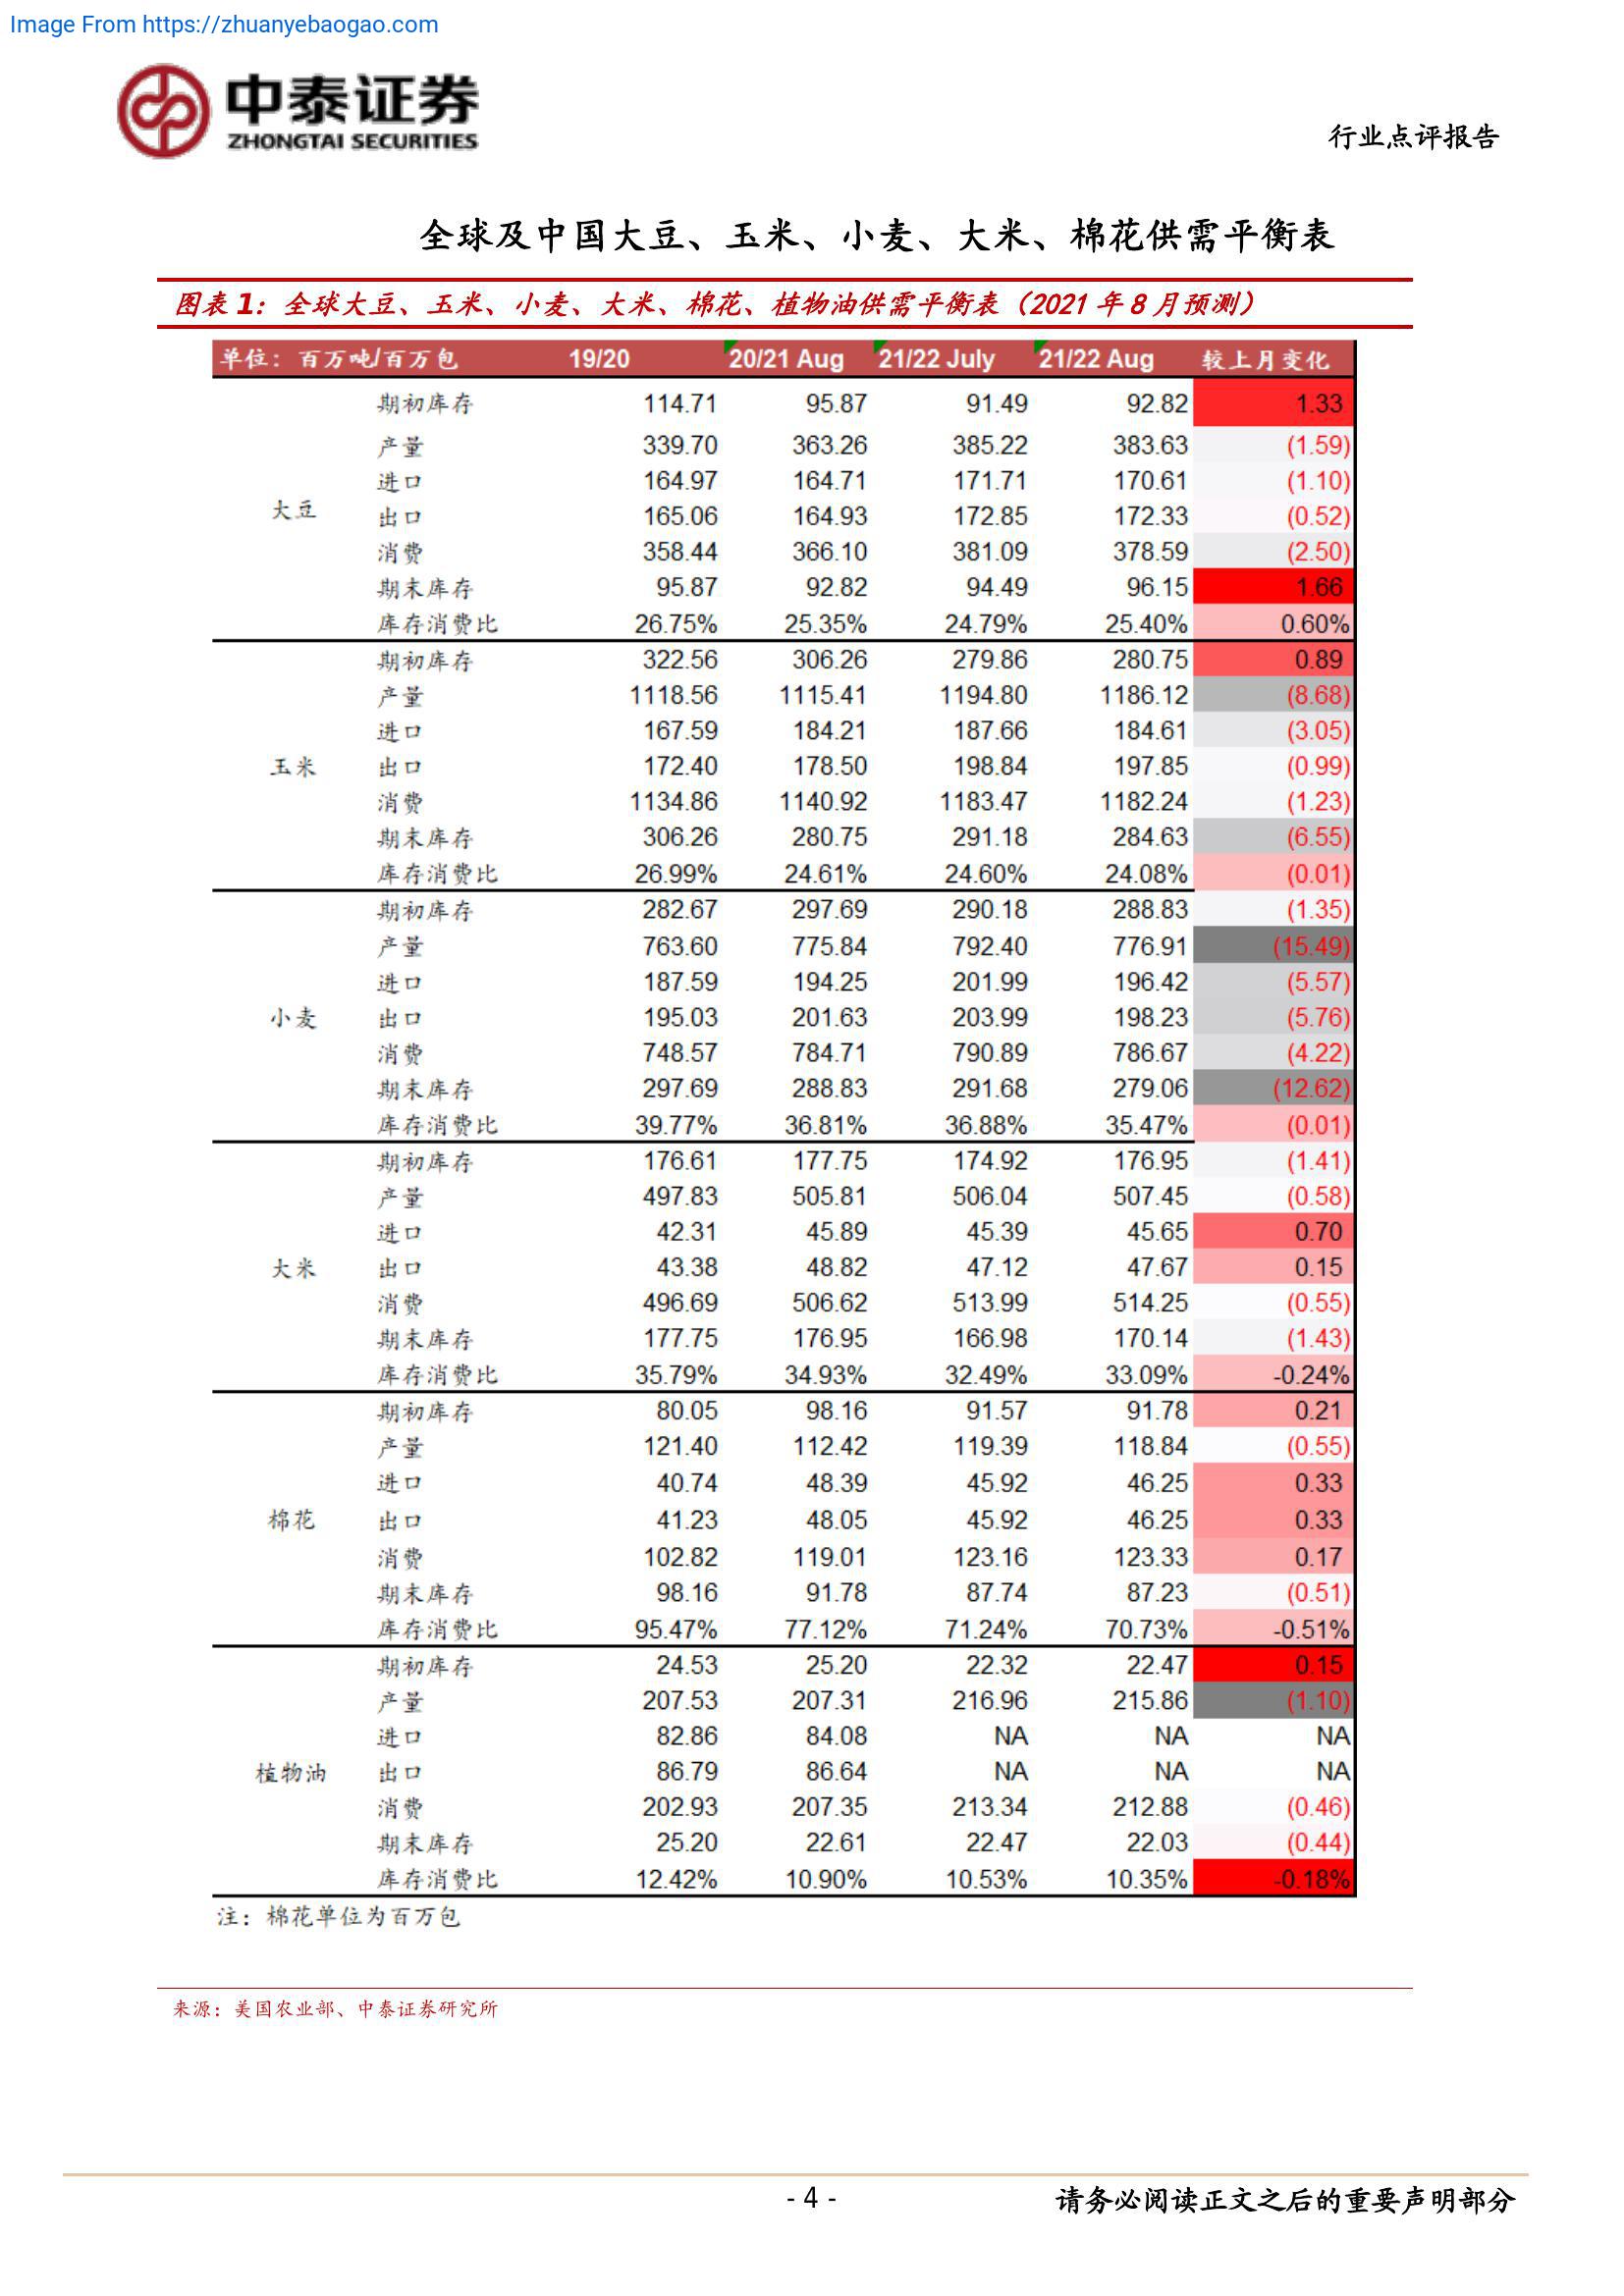 Image From https://zhuanyebaogao.com
中泰证券
ZHONGTAI SECURITIES
行业点评报告
全球及中国大豆、玉米、小麦、大米、棉花供需平衡表
图表 1：全球大豆、玉米、小麦、大米、棉花、植物油供需平衡表（2021 年 8 月预测）
单位：百万吨/百万包 19/20 20/21 Aug 21/22 July 21/22 Aug 较上月变化
期初库存 114.71 95.87 91.49 92.82 1.33
产量 339.70 363.26 385.22 383.63 (1.59)
进口 164.97 164.71 171.71 170.61 (1.10)
大豆 出口 165.06 164.93 172.85 172.33 (0.52)
消费 358.44 366.10 381.09 378.59 (2.50)
期末库存 95.87 92.82 94.49 96.15 1.66
库存消费比 26.75% 25.35% 24.79% 25.40% 0.60%
期初库存 322.56 306.26 279.86 280.75 0.89
产量 1118.56 1115.41 1194.80 1186.12 (8.68)
进口 167.59 184.21 187.66 184.61 (3.05)
玉米 出口 172.40 178.50 198.84 197.85 (0.99)
消费 1134.86 1140.92 1183.47 1182.24 (1.23)
期末库存 306.26 280.75 291.18 284.63 (6.55)
库存消费比 26.99% 24.61% 24.60% 24.08% (0.01)
期初库存 282.67 297.69 290.18 288.83 (1.35)
产量 763.60 775.84 792.40 776.91 (15.49)
进口 187.59 194.25 201.99 196.42 (5.57)
小麦 出口 195.03 201.63 203.99 198.23 (5.76)
消费 748.57 784.71 790.89 786.67 (4.22)
期末库存 297.69 288.83 291.68 279.06 (12.62)
库存消费比 39.77% 36.81% 36.88% 35.47% (0.01)
期初库存 176.61 177.75 174.92 176.95 (1.41)
产量 497.83 505.81 506.04 507.45 (0.58)
进口 42.31 45.89 45.39 45.65 0.70
大米 出口 43.38 48.82 47.12 47.67 0.15
消费 496.69 506.62 513.99 514.25 (0.55)
期末库存 177.75 176.95 166.98 170.14 (1.43)
库存消费比 35.79% 34.93% 32.49% 33.09% -0.24%
期初库存 80.05 98.16 91.57 91.78 0.21
产量 121.40 112.42 119.39 118.84 (0.55)
进口 40.74 48.39 45.92 46.25 0.33
棉花 出口 41.23 48.05 45.92 46.25 0.33
消费 102.82 119.01 123.16 123.33 0.17
期末库存 98.16 91.78 87.74 87.23 (0.51)
库存消费比 95.47% 77.12% 71.24% 70.73% -0.51%
期初库存 24.53 25.20 22.32 22.47 0.15
产量 207.53 207.31 216.96 215.86 (1.10)
进口 82.86 84.08 NA NA NA
植物油 出口 86.79 86.64 NA NA NA
消费 202.93 207.35 213.34 212.88 (0.46)
期末库存 25.20 22.61 22.47 22.03 (0.44)
库存消费比 12.42% 10.90% 10.53% 10.35% -0.18%
注：棉花单位为百万包
来源：美国农业部、中泰证券研究所
- 4 -
请务必阅读正文之后的重要声明部分